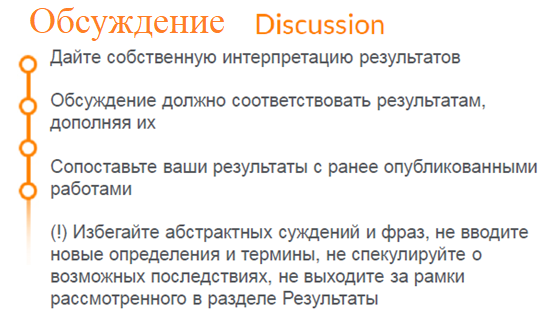 Обсуждение Discussion
Дайте собственную интерпретацию результатов
Обсуждение должно соответствовать результатам,
дополняя их
Сопоставьте ваши результаты с ранее опубликованными
работами
(!) Избегайте абстрактных суждений и фраз, не вводите
новые определения и термины, не спекулируйте о
возможных последствиях, не выходите за рамки
рассмотренного в разделе Результаты